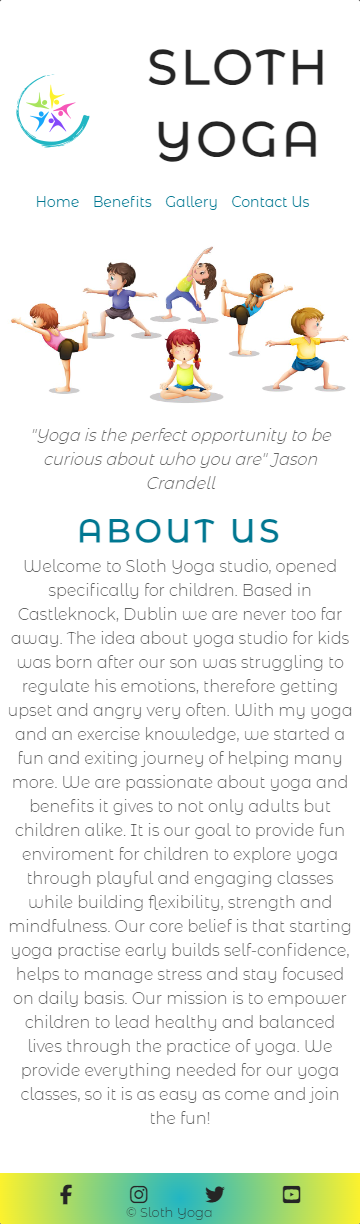 SLOTH
YOGA
Home Benefits Gallery Contact Us
"Yoga is the perfect opportunity to be
curious about who you are" Jason
Crandell
ABOUT US
Welcome to Sloth Yoga studio, opened
specifically for children. Based in
Castleknock, Dublin we are never too far
away. The idea about yoga studio for kids
was born after our son was struggling to
regulate his emotions, therefore getting
upset and angry very often. With my yoga
and an exercise knowledge, we started a
fun and exiting journey of helping many
more. We are passionate about yoga and
benefits it gives to not only adults but
children alike. It is our goal to provide fun
enviroment for children to explore yoga
through playful and engaging classes
while building flexibility, strength and
mindfulness. Our core belief is that starting
yoga practise early builds self-confidence,
helps to manage stress and stay focused
on daily basis. Our mission is to empower
children to lead healthy and balanced
lives through the practice of yoga. We
provide everything needed for our yoga
classes, so it is as easy as come and join
the fun!
© Sloth Yoga